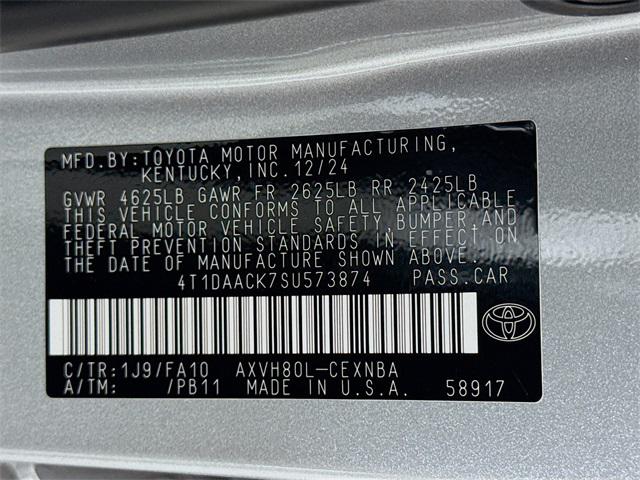 MFD.BY:TOYOTA MOTOR MANUFACTURING,
KENTUCKY, INC.12/24
GVWR 4625LB GAWR FR 2625LB RR 2425LB
THIS VEHICLE CONFORMS TO ALL APPLICABLE
FEDERAL MOTOR VEHICLE SAFETY,BUMPER AND
THEFT PREVENTION STANDARDS IN EFFECT ON
THE DATE OF MANUFACTURE SHOWN ABOVE.
4T1DAACK7SU573874 PASS.CAR
C/TR:1J9/FA10 AXVH80L-CEXNBA
A/TM: /PB11 MADE IN U.S.A. 58917